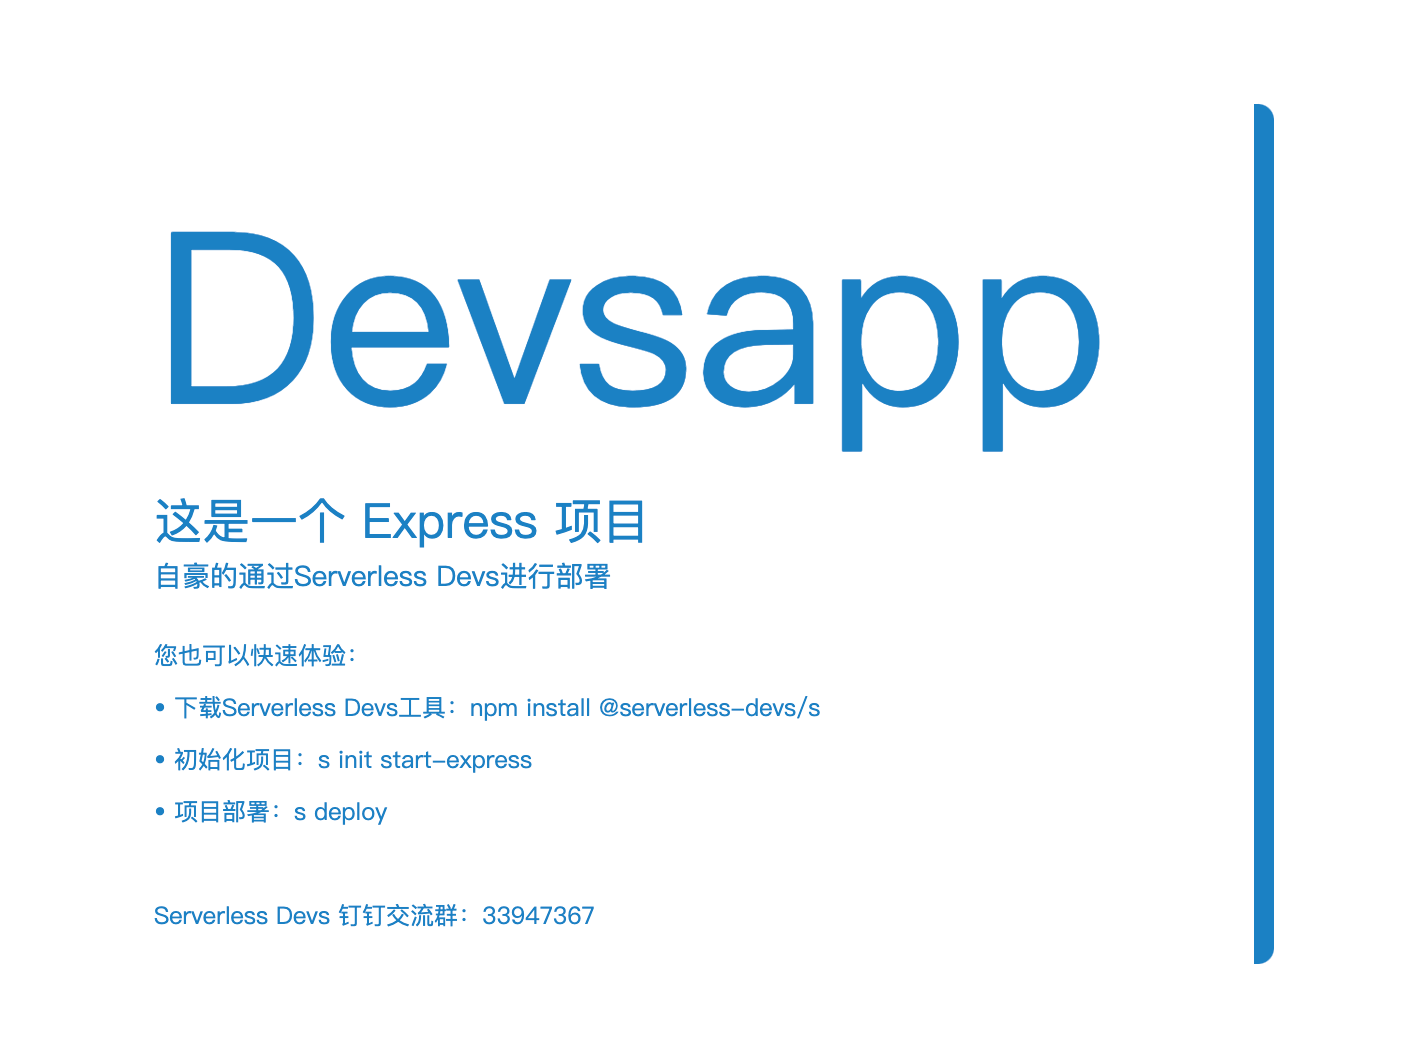 Devsapp
这是一个 Express 项目
自豪的通过Serverless Devs进行部署
您也可以快速体验：
• 下载Serverless Devs工具：npm install @serverless-devs/s
• 初始化项目：s init start-express
• 项目部署：s deploy
Serverless Devs 钉钉交流群：33947367